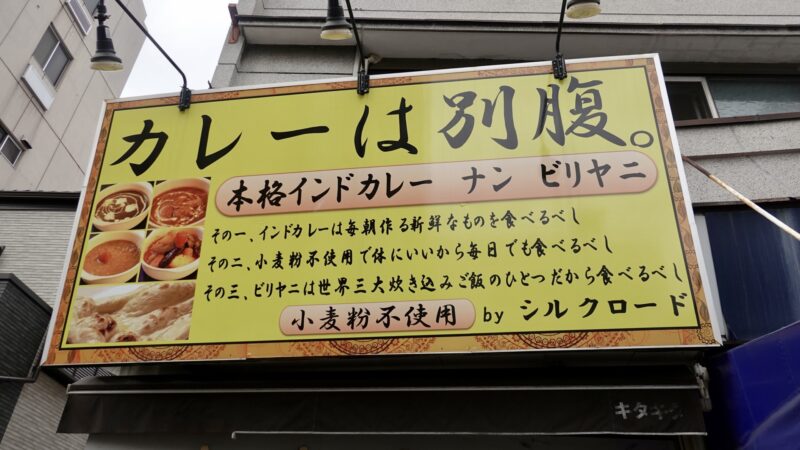 カレーは別腹。
本格インドカレー ナン ビリヤニ
その一、インドカレーは毎朝作る新鮮なものを食べるべし
その二、小麦粉不使用で体にいいから毎日でも食べるべし
その三、ビリヤニは世界三大炊き込みご飯のひとつだから食べるべし
小麦粉不使用 by シルクロード